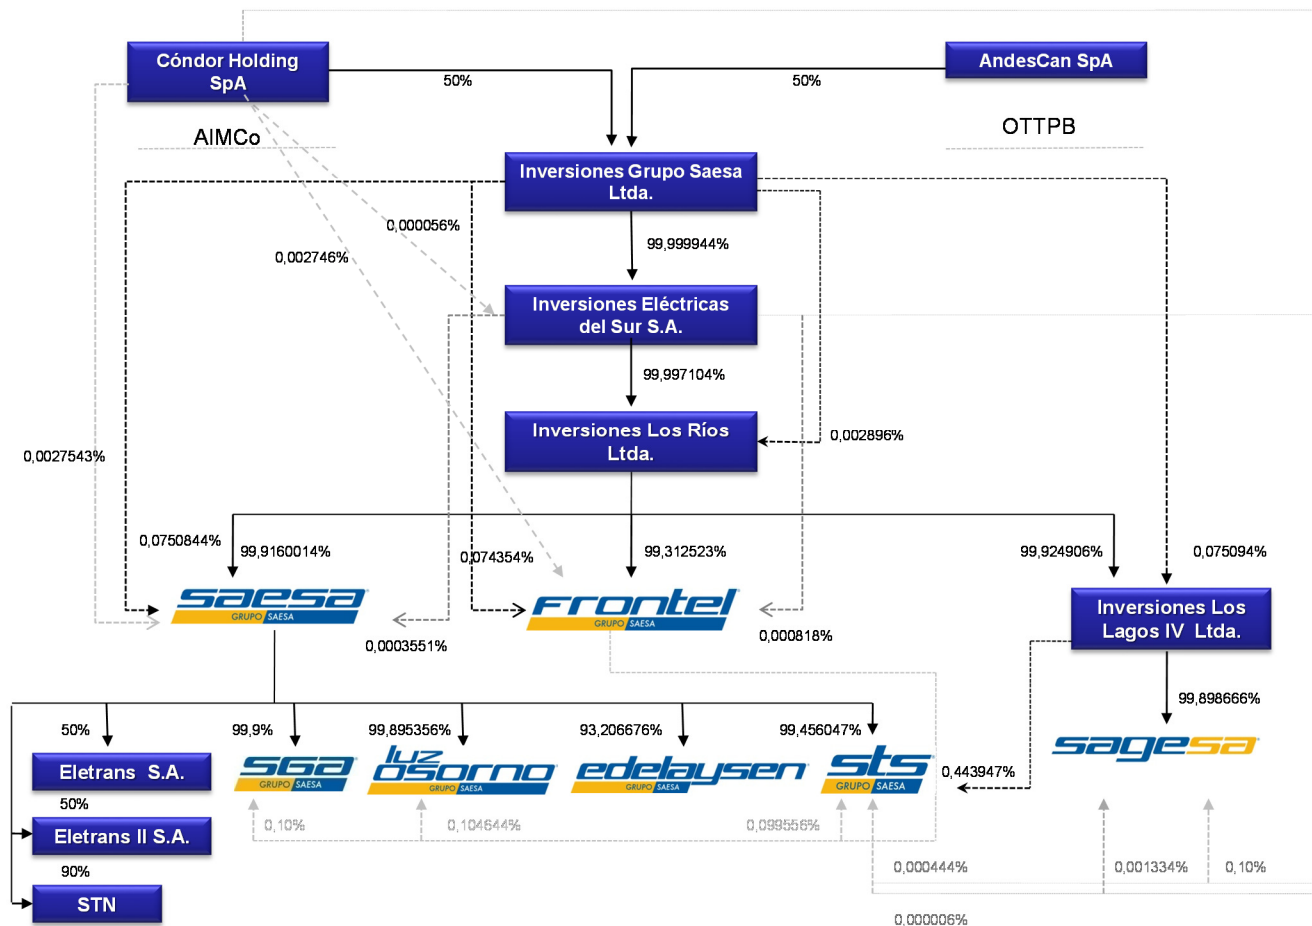 Cóndor Holding
SpA
50%
50%
AndesCan SpA
AIMCo
OTTPB
Inversiones Grupo Saesa
Ltda.
0,000056%
0,002746%
99,999944%
Inversiones Eléctricas
del Sur S.A.
99,997104%
Inversiones Los Ríos
Ltda.
0,002896%
0,0027543%
0,0750844%
99,9160014%
0,074354%
99,312523%
99,924906%
0,075094%
saesa
GRUPO SAESA
frontel
GRUPO SAESA
Inversiones Los
Lagos IV Ltda.
0,0003551%
0,000818%
99,898666%
50%
99,9%
99,895356%
93,206676%
99,456047%
Eletrans S.A.
sga
GRUPO SAESA
luz
osorno
GRUPO SAESA
edelaysen
GRUPO SAESA
sts
GRUPO SAESA
sagesa
0,443947%
50%
Eletrans II S.A.
0,10%
0,104644%
0,099556%
90%
STN
0,000444%
0,001334%
0,10%
0,000006%